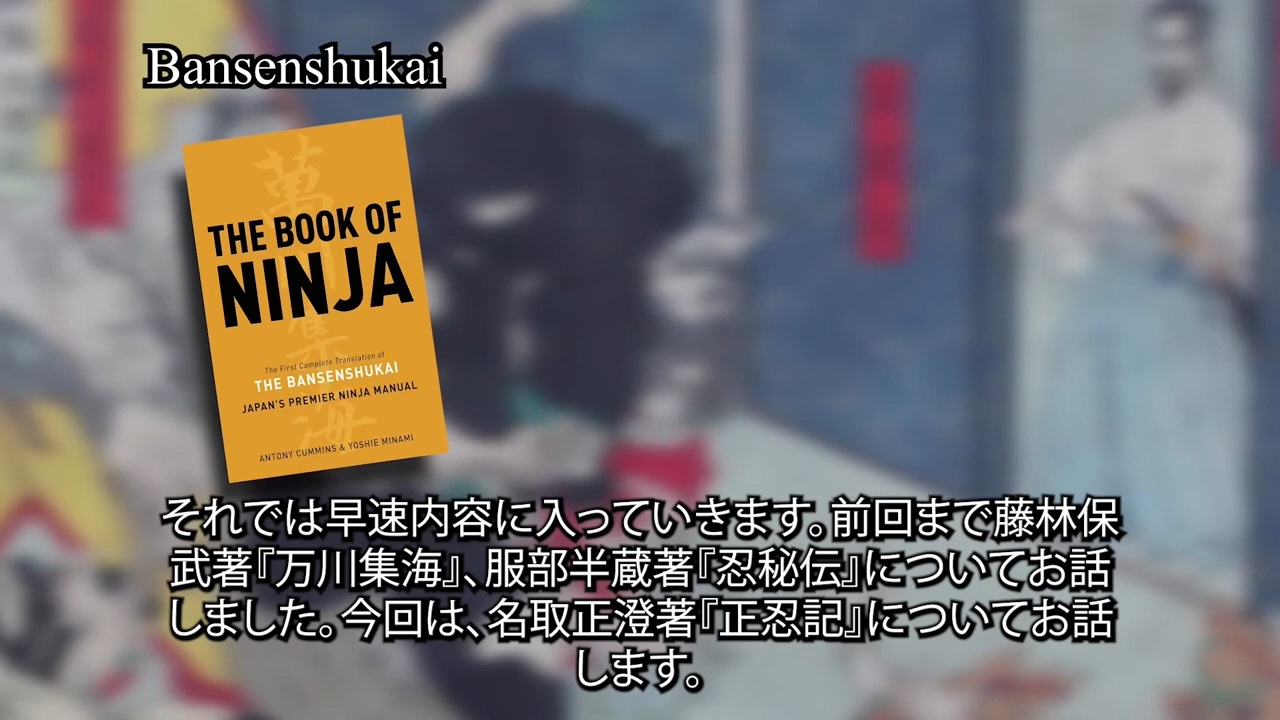 Bansenshukai
萬
THE BOOK OF
NINJA
集
The First Complete Translation of
THE BANSENSHUKAI
JAPAN'S PREMIER NINJA MANUAL
海
ANTONY CUMMINS & YOSHIE MINAMI
それでは早速内容に入っていきます。前回まで藤林保
武著『万川集海』、服部半蔵著『忍秘伝』についてお話
しました。今回は、名取正澄著『正忍記』についてお話
します。